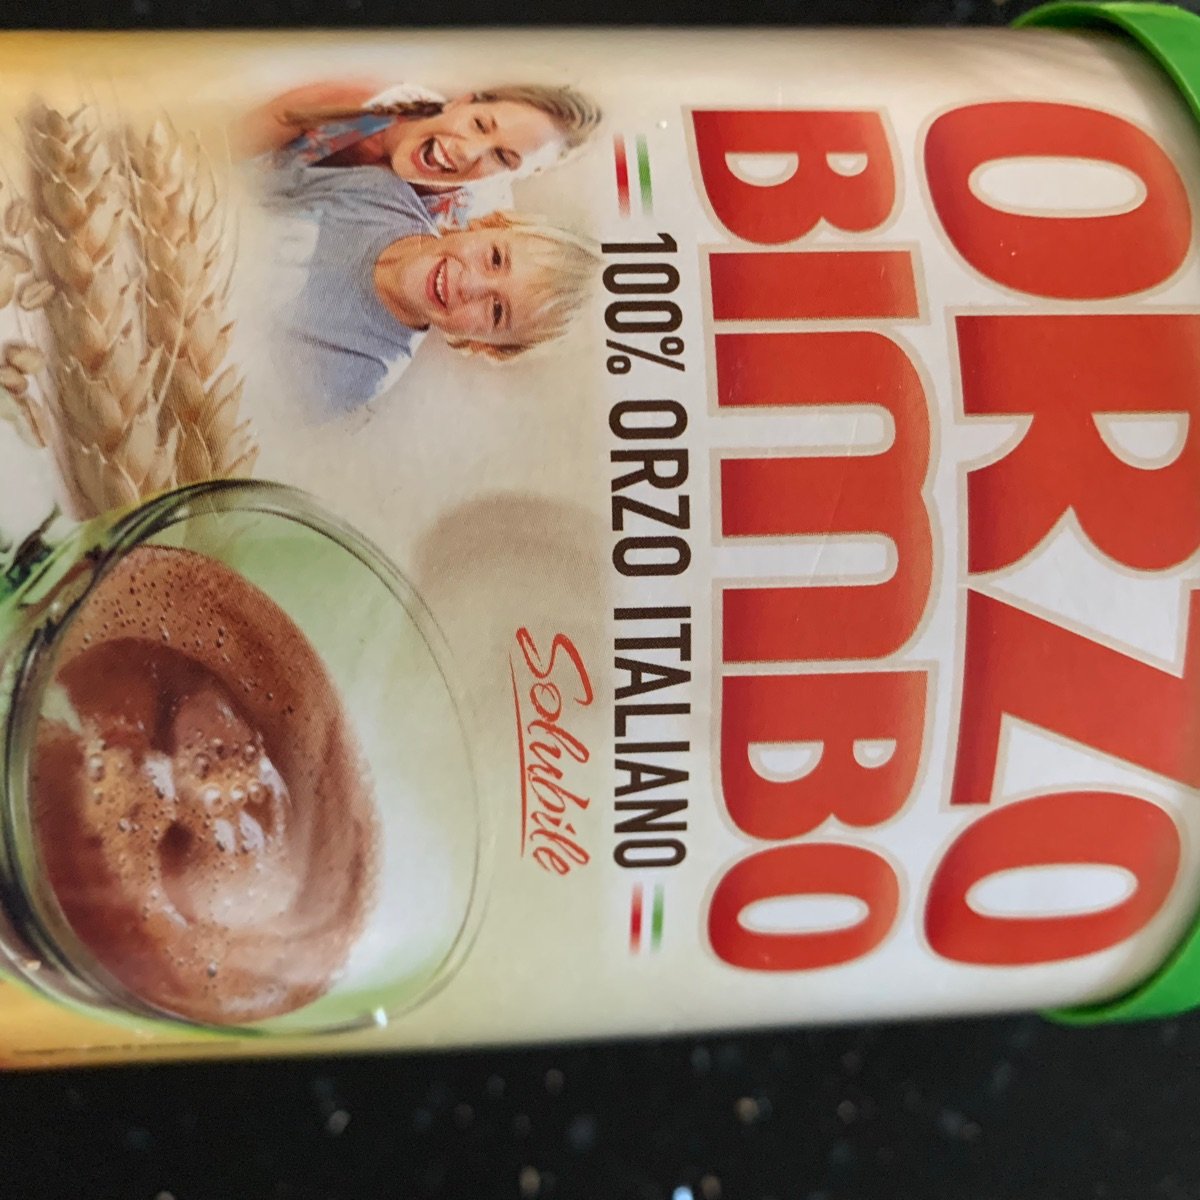 ORZO
BIMBO
100% ORZO ITALIANO
Solubile